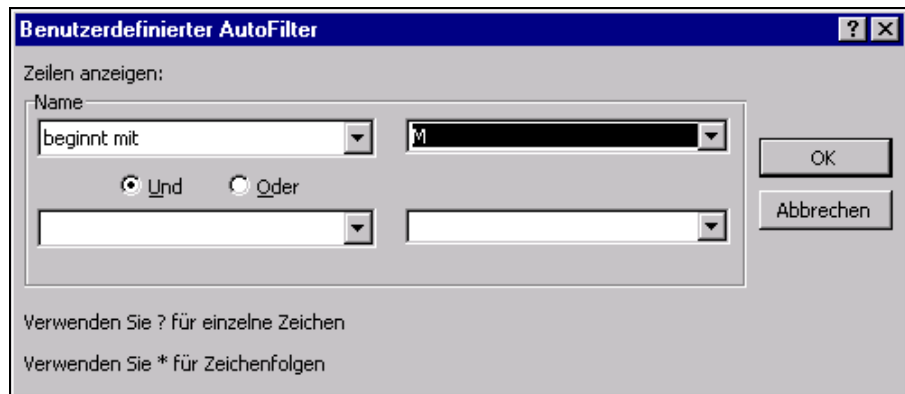 Benutzerdefinierter AutoFilter
Zeilen anzeigen:
Name
beginnt mit M
OK
Und Oder
Abbrechen
Verwenden Sie ? für einzelne Zeichen
Verwenden Sie * für Zeichenfolgen